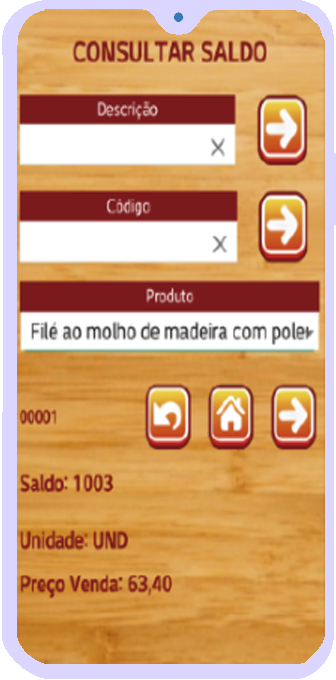 CONSULTAR SALDO
Descrição
Código
Produto
Filé ao molho de madeira com pole
00001
Saldo: 1003
Unidade: UND
Preço Venda: 63,40